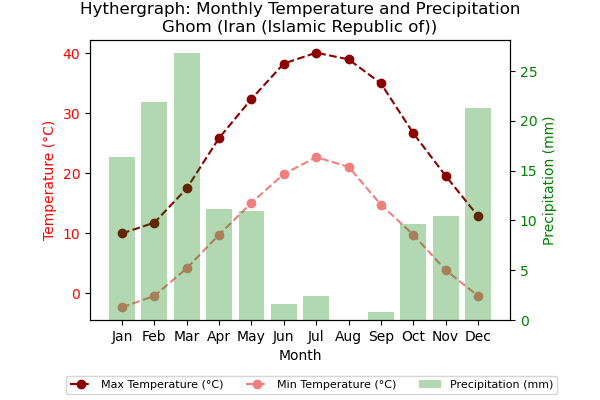 Hythergraph: Monthly Temperature and Precipitation
Ghom (Iran (Islamic Republic of))
40
30
20
10
0
Temperature (°C)
25
20
15
10
5
0
Precipitation (mm)
Jan Feb Mar Apr May Jun Jul Aug Sep Oct Nov Dec
Month
Max Temperature (°C) Min Temperature (°C) Precipitation (mm)